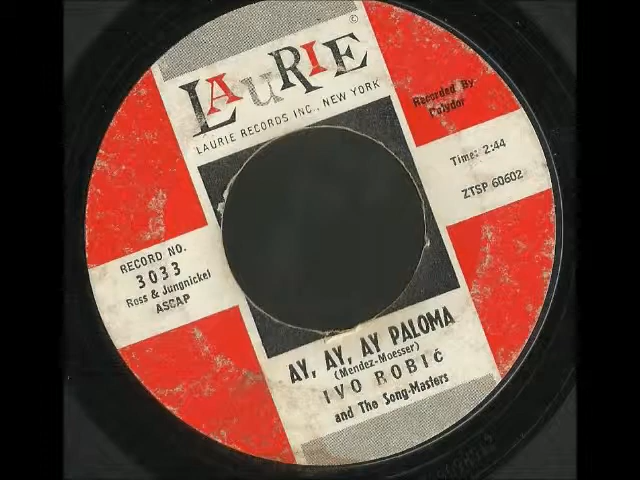 ©
LAURIE
LAURIE RECORDS INC., NEW YORK
Recorded By
Polydor
Time: 2:44
ZTSP 60602
RECORD NO.
3033
Ross & Jungnickel
ASCAP
AY, AY, AY PALOMA
(Mendez-Moesser)
IVO ROBIĆ
and The Song-Masters